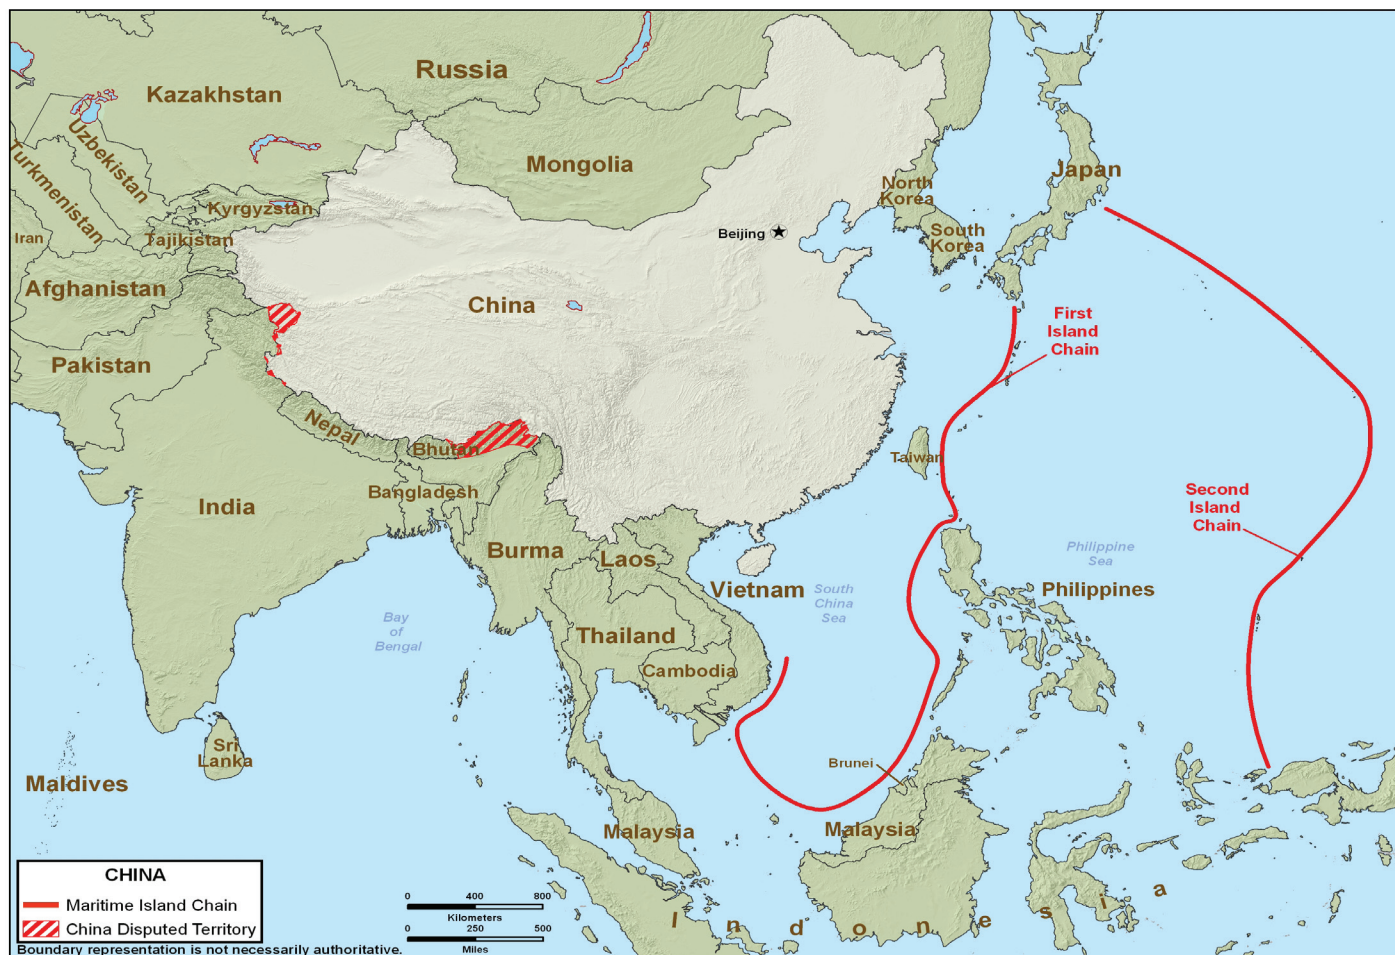 Russia
Kazakhstan
Uzbekistan
Turkmenistan
Mongolia
Kyrgyzstan
Tajikistan
Iran
Afghanistan
Pakistan
Beijing
China
North
Korea
South
Korea
Japan
First
Island
Chain
Nepal
Bhutan
Bangladesh
India
Burma
Laos
Taiwan
Second
Island
Chain
Philippine
Sea
Vietnam
South
China
Sea
Philippines
Bay
of
Bengal
Thailand
Cambodia
Sri
Lanka
Maldives
Brunei
Malaysia
Malaysia
Indonesia
CHINA
Maritime Island Chain
China Disputed Territory
Boundary representation is not necessarily authoritative.
0 400 800
Kilometers
0 250 500
Miles